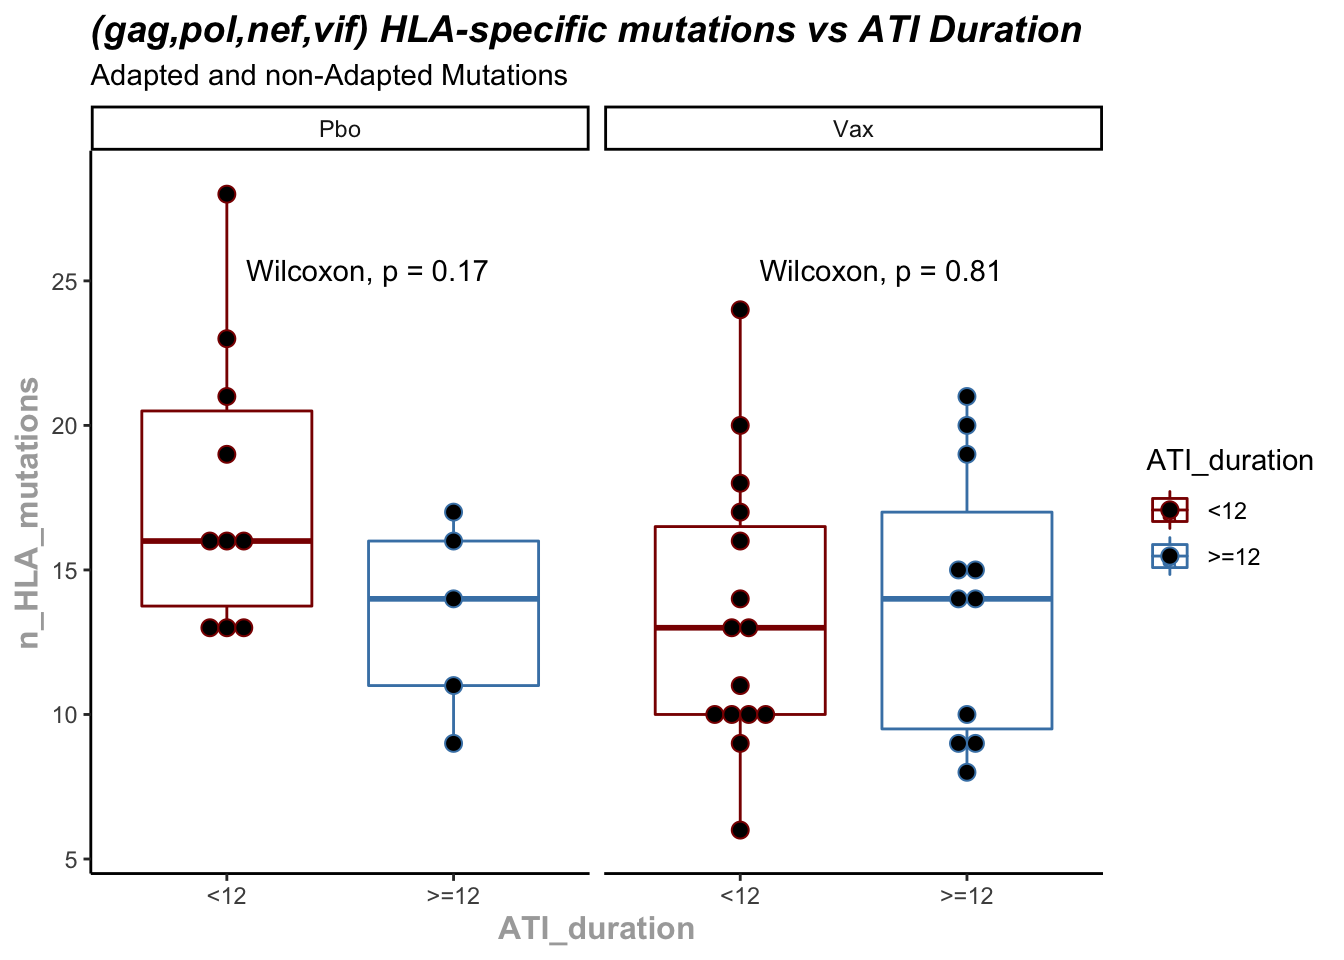 (gag,pol,nef,vif) HLA-specific mutations vs ATI Duration
Adapted and non-Adapted Mutations
Pbo
Vax
Wilcoxon, p = 0.17
Wilcoxon, p = 0.81
n_HLA_mutations
25
20
15
10
5
<12
>=12
<12
>=12
ATI_duration
ATI_duration
<12
>=12